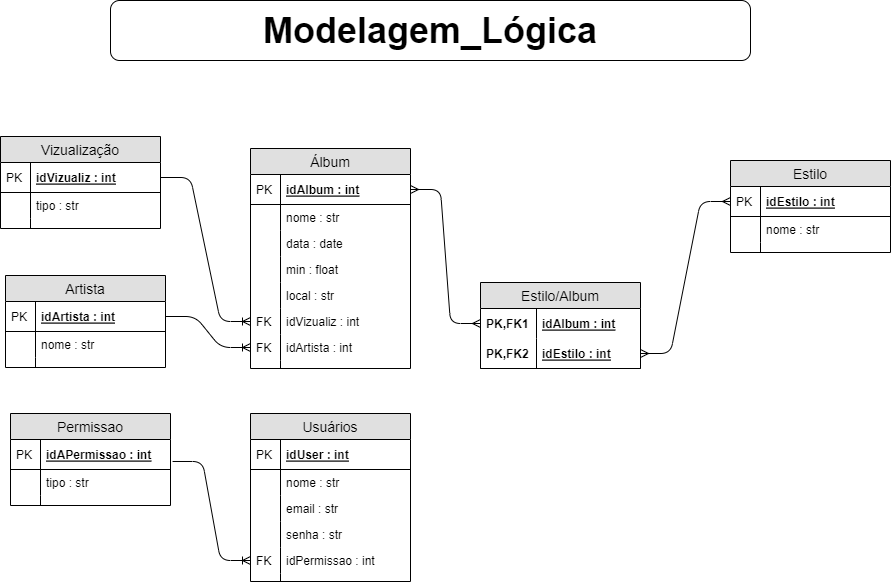 Modelagem_Lógica
Vizualização
PK idVizualiz : int
tipo : str
Álbum
PK idAlbum : int
nome : str
data : date
min : float
local : str
FK idVizualiz : int
FK idArtista : int
Estilo
PK idEstilo : int
nome : str
Artista
PK idArtista : int
nome : str
Estilo/Album
PK,FK1 idAlbum : int
PK,FK2 idEstilo : int
Permissao
PK idAPermissao : int
tipo : str
Usuários
PK idUser : int
nome : str
email : str
senha : str
FK idPermissao : int